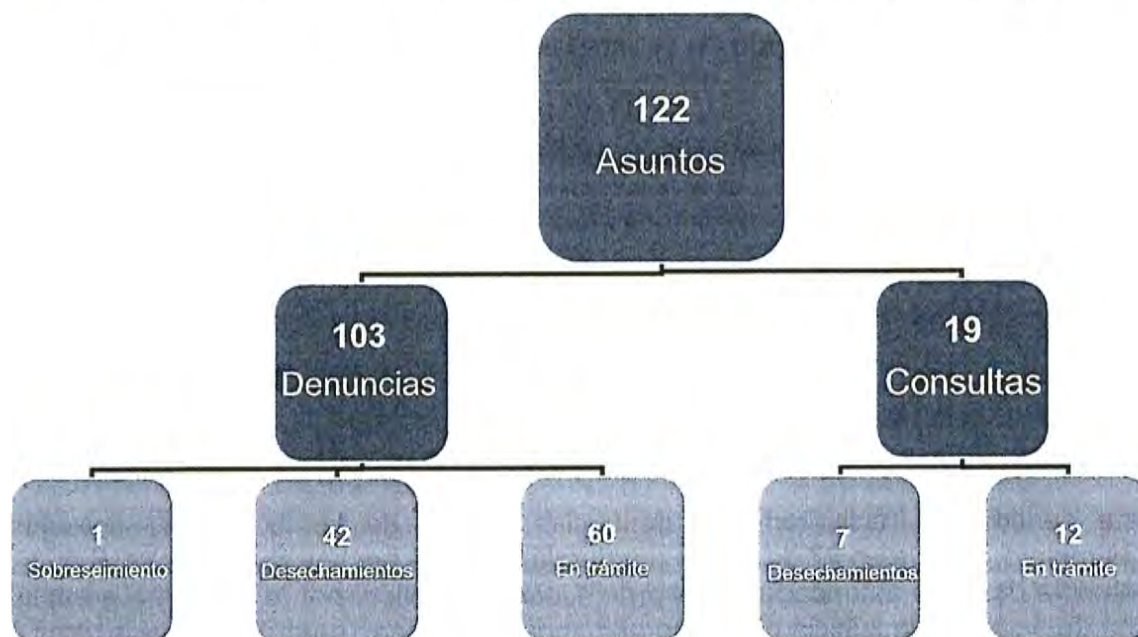 122
Asuntos
103
Denuncias
19
Consultas
1
Sobreseimiento
42
Desechamientos
60
En trámite
7
Desechamientos
12
En trámite